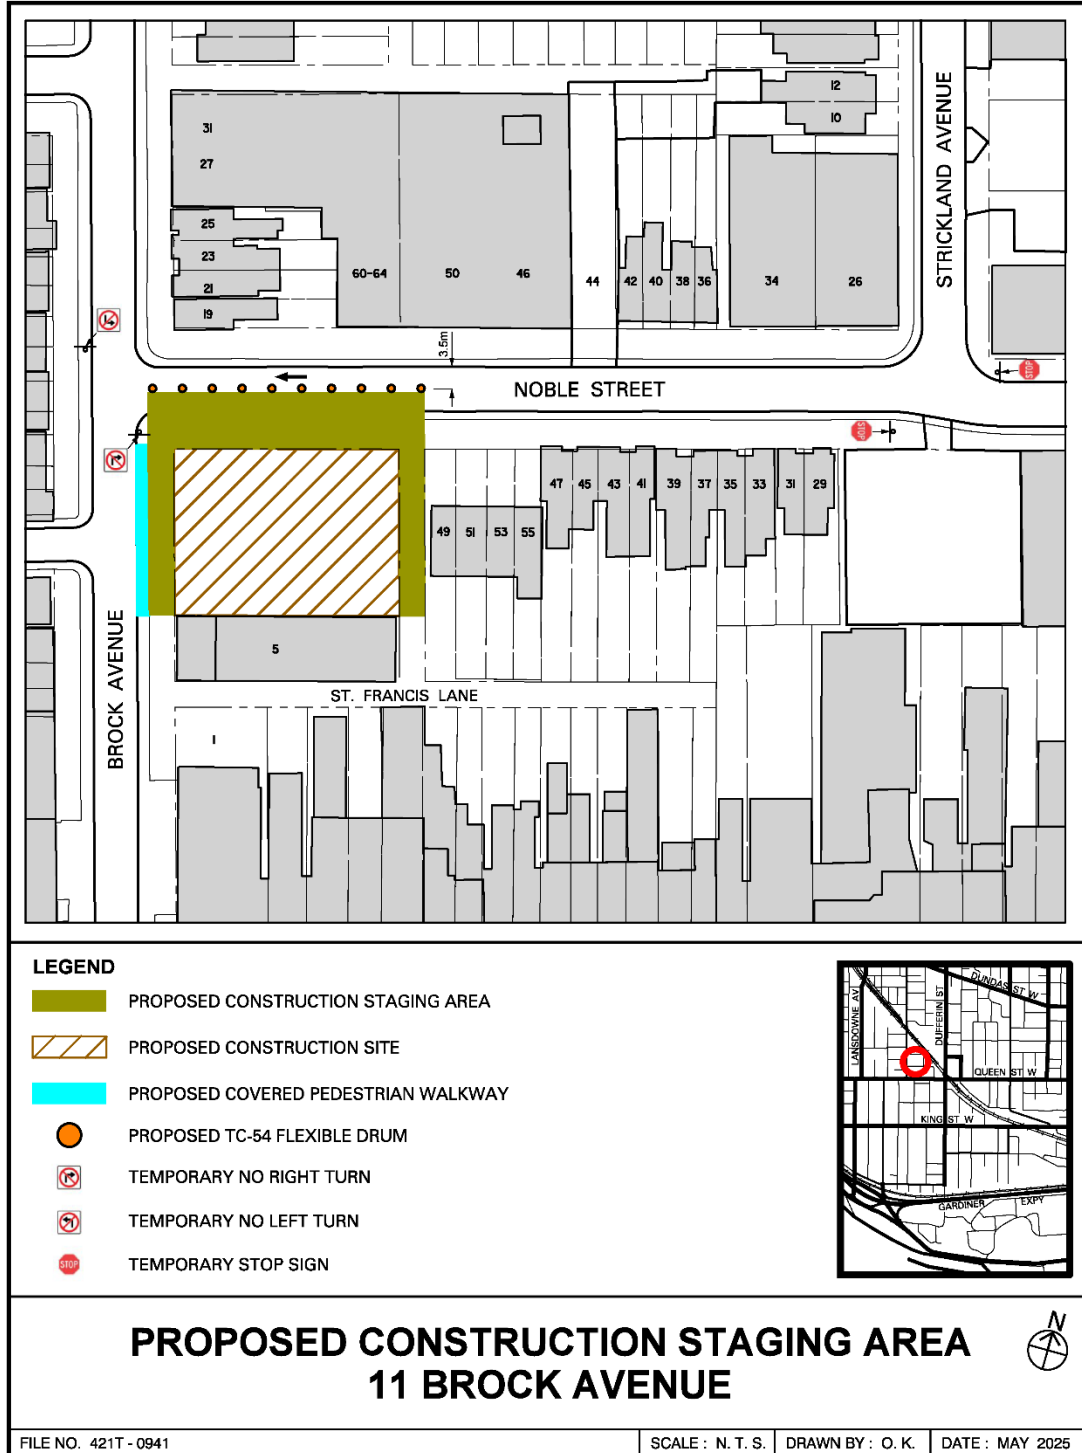 12
10
31
27
25
23
21
19
60-64
50
46
44
42
40
38
36
34
26
STRICKLAND AVENUE
3.5m
NOBLE STREET
STOP
STOP
47
45
43
41
39
37
35
33
31
29
49
51
53
55
5
BROCK AVENUE
ST. FRANCIS LANE
1
LEGEND
PROPOSED CONSTRUCTION STAGING AREA
PROPOSED CONSTRUCTION SITE
PROPOSED COVERED PEDESTRIAN WALKWAY
PROPOSED TC-54 FLEXIBLE DRUM
TEMPORARY NO RIGHT TURN
TEMPORARY NO LEFT TURN
STOP TEMPORARY STOP SIGN
DUNDAS ST W
LANSDOWNE AV
DUFFERIN ST
QUEEN ST W
KING ST W
GARDINER EXPY
PROPOSED CONSTRUCTION STAGING AREA
11 BROCK AVENUE
N
FILE NO. 421T - 0941
SCALE : N. T. S.
DRAWN BY : O. K.
DATE : MAY 2025